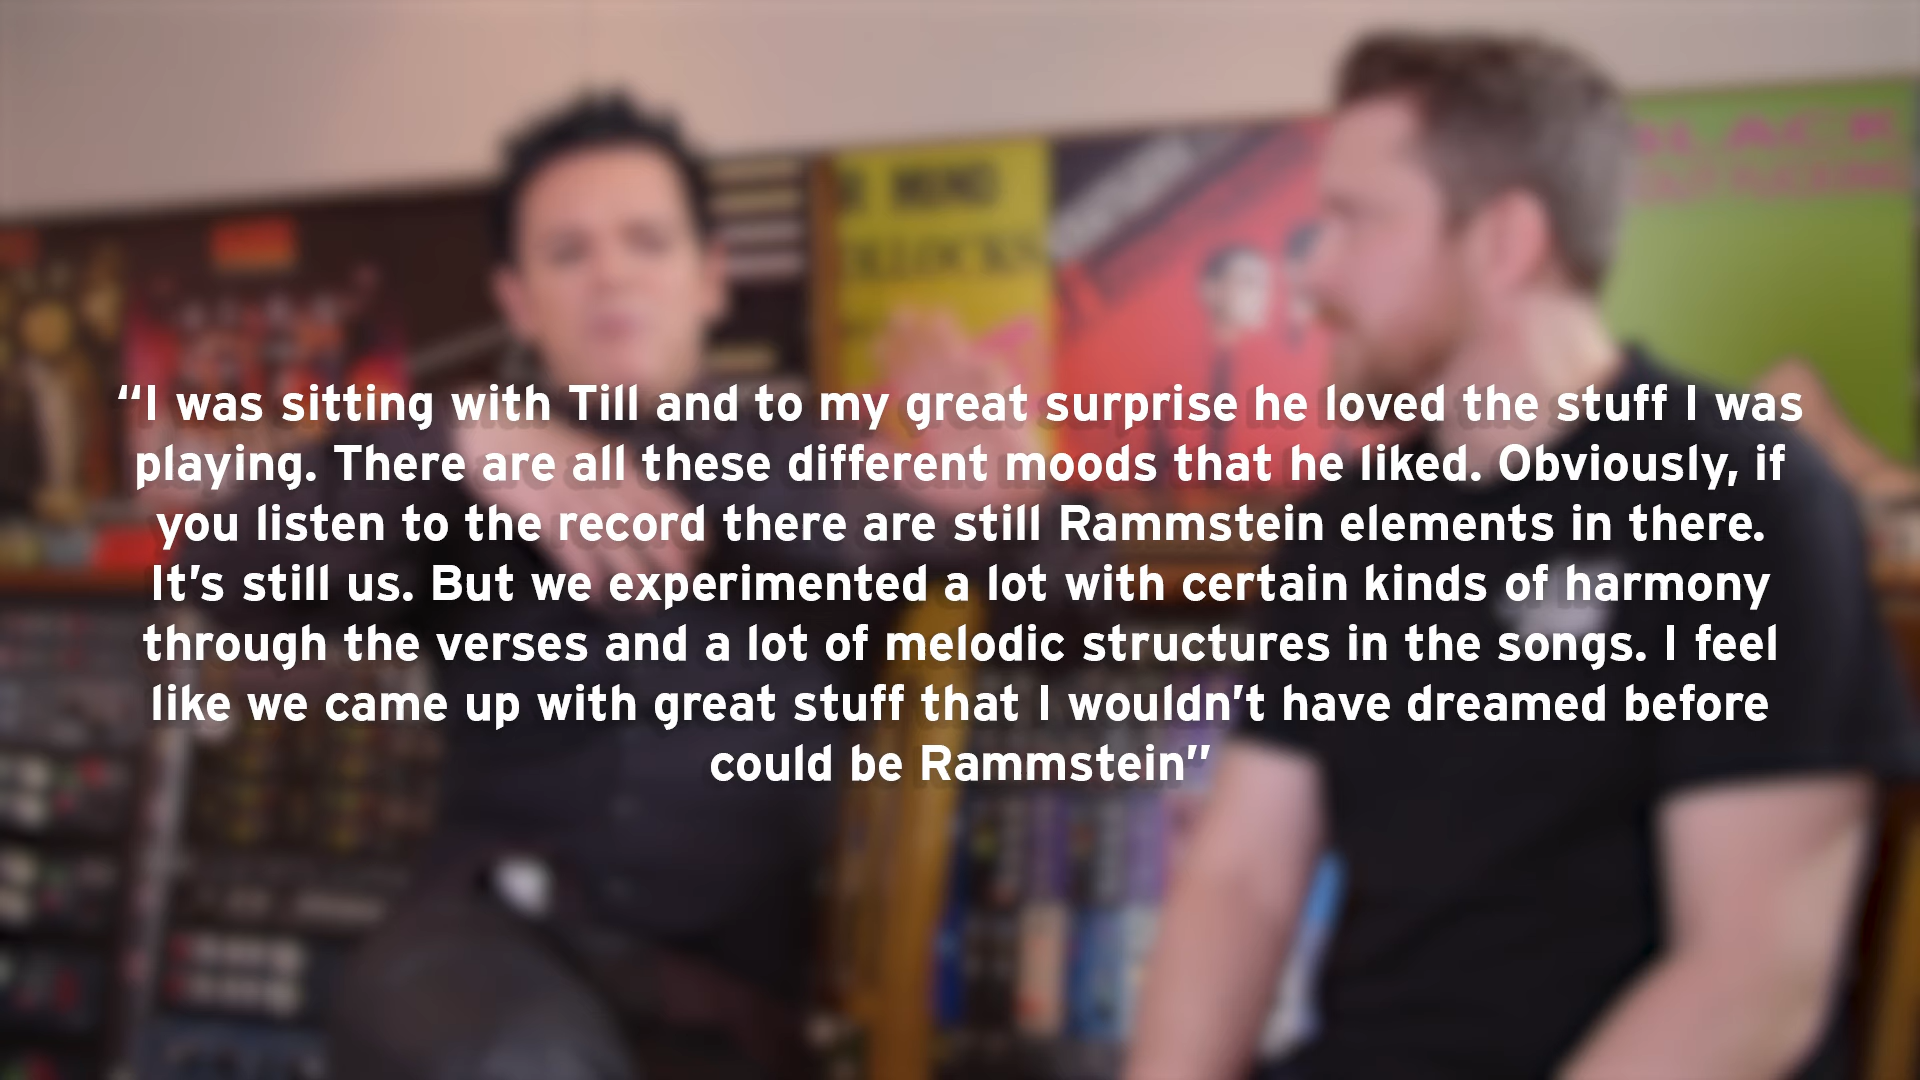 “I was sitting with Till and to my great surprise he loved the stuff I was
playing. There are all these different moods that he liked. Obviously, if
you listen to the record there are still Rammstein elements in there.
It’s still us. But we experimented a lot with certain kinds of harmony
through the verses and a lot of melodic structures in the songs. I feel
like we came up with great stuff that I wouldn’t have dreamed before
could be Rammstein”
MIND